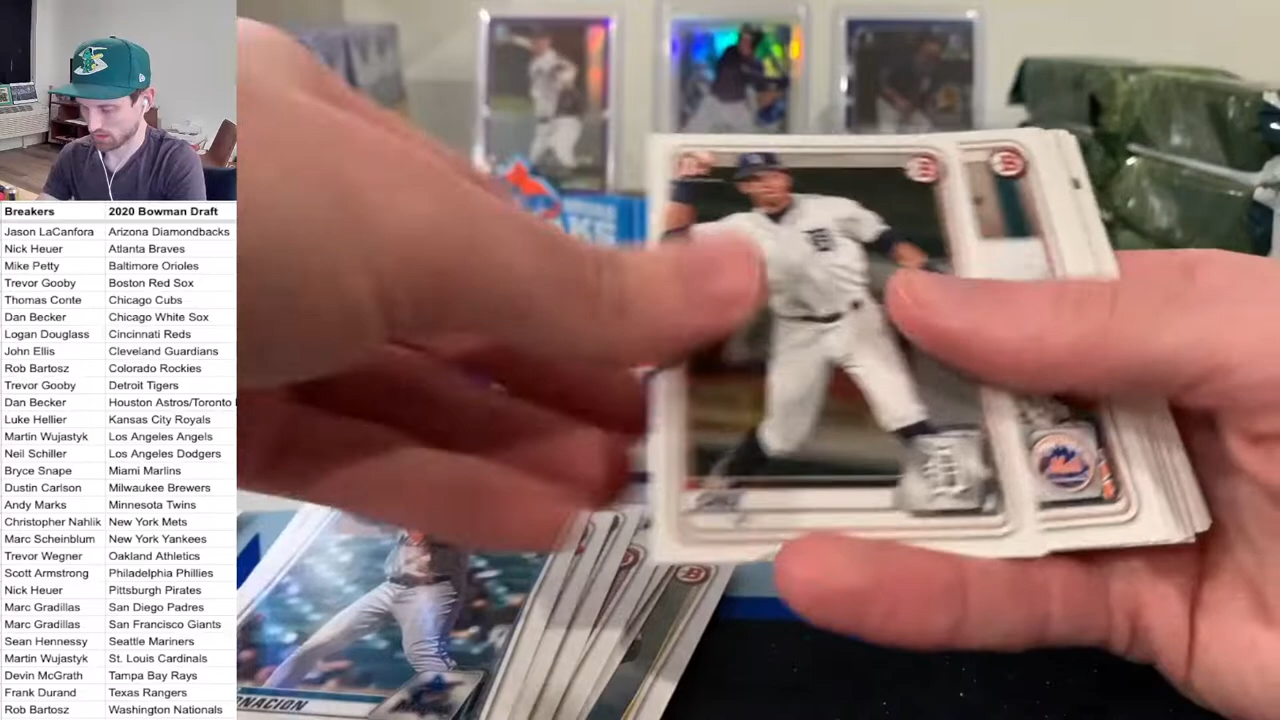 Breakers 2020 Bowman Draft
Jason LaCanfora Arizona Diamondbacks
Nick Heuer Atlanta Braves
Mike Petty Baltimore Orioles
Trevor Gooby Boston Red Sox
Thomas Conte Chicago Cubs
Dan Becker Chicago White Sox
Logan Douglass Cincinnati Reds
John Ellis Cleveland Guardians
Rob Bartosz Colorado Rockies
Trevor Gooby Detroit Tigers
Dan Becker Houston Astros/Toronto
Luke Hellier Kansas City Royals
Martin Wujastyk Los Angeles Angels
Neil Schiller Los Angeles Dodgers
Bryce Snape Miami Marlins
Dustin Carlson Milwaukee Brewers
Andy Marks Minnesota Twins
Christopher Nahlik New York Mets
Marc Scheinblum New York Yankees
Trevor Wegner Oakland Athletics
Scott Armstrong Philadelphia Phillies
Nick Heuer Pittsburgh Pirates
Marc Gradillas San Diego Padres
Marc Gradillas San Francisco Giants
Sean Hennessy Seattle Mariners
Martin Wujastyk St. Louis Cardinals
Devin McGrath Tampa Bay Rays
Frank Durand Texas Rangers
Rob Bartosz Washington Nationals
NACION